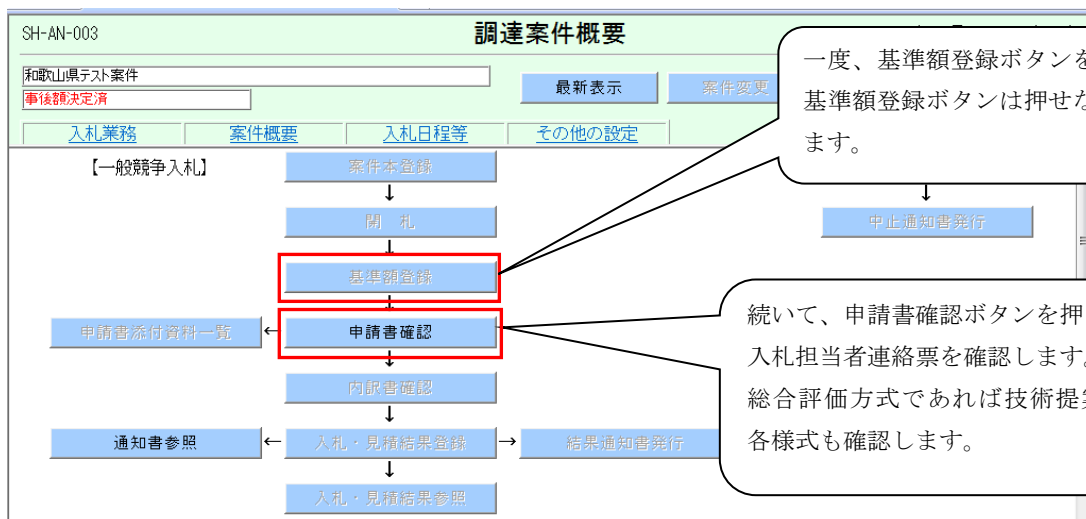 SH-AN-003
調達案件概要
和歌山県テスト案件
事後額決定済
最新表示
案件変更
入札業務
案件概要
入札日程等
その他の設定
一度、基準額登録ボタンを
基準額登録ボタンは押せな
ます。
【一般競争入札】
案件本登録
↓
開 札
↓
中止通知書発行
基準額登録
申請書添付資料一覧
←
申請書確認
↓
内訳書確認
↓
続いて、申請書確認ボタンを押
入札担当者連絡票を確認します。
総合評価方式であれば技術提案
各様式も確認します。
通知書参照
←
入札・見積結果登録
→
結果通知書発行
↓
入札・見積結果参照